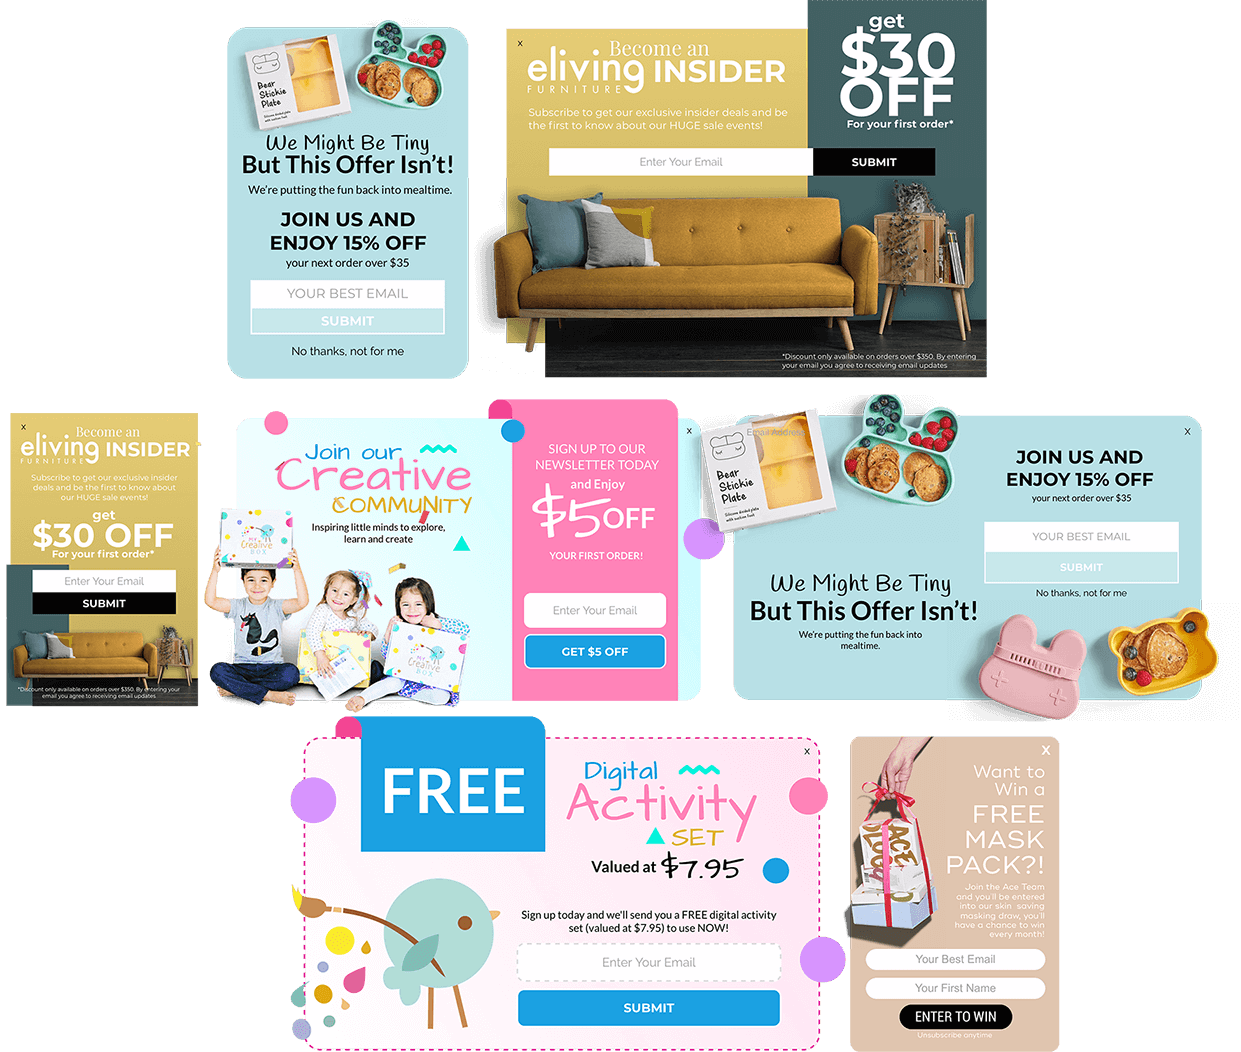 Bear
Stickie
Plate
We Might Be Tiny
But This Offer Isn't!
We're putting the fun back into mealtime.
JOIN US AND
ENJOY 15% OFF
your next order over $35
YOUR BEST EMAIL
SUBMIT
No thanks, not for me
x
Become an
eliving INSIDER
FURNITURE
Subscribe to get our exclusive insider deals and be
the first to know about our HUGE sale events!
get
$30
OFF
For your first order*
Enter Your Email
SUBMIT
*Discount only available on orders over $350. By entering
your email you agree to receiving email updates
x
Become an
eliving INSIDER
FURNITURE
Subscribe to get our exclusive insider
deals and be the first to know about
our HUGE sale events!
get
$30 OFF
For your first order*
Enter Your Email
SUBMIT
*Discount only available on orders over $350. By entering your
email you agree to receiving email updates
Join our
Creative
COMMUNITY
Inspiring little minds to explore,
learn and create
Creative
BOX
Creative
BOX
x
SIGN UP TO OUR
NEWSLETTER TODAY
and Enjoy
$5 OFF
YOUR FIRST ORDER!
Enter Your Email
GET $5 OFF
Email Address
Bear
Stickie
Plate
We Might Be Tiny
But This Offer Isn't!
We're putting the fun back into
mealtime.
X
JOIN US AND
ENJOY 15% OFF
your next order over $35
YOUR BEST EMAIL
SUBMIT
No thanks, not for me
FREE
x
Digital
Activity
SET
Valued at $7.95
Sign up today and we'll send you a FREE digital activity
set (valued at $7.95) to use NOW!
Enter Your Email
SUBMIT
X
Want to
Win a
FREE
MASK
PACK?!
ACE
Join the Ace Team
and you'll be entered
into our skin saving
masking draw, you'll
have a chance to win
every month!
Your Best Email
Your First Name
ENTER TO WIN
Unsubscribe anytime